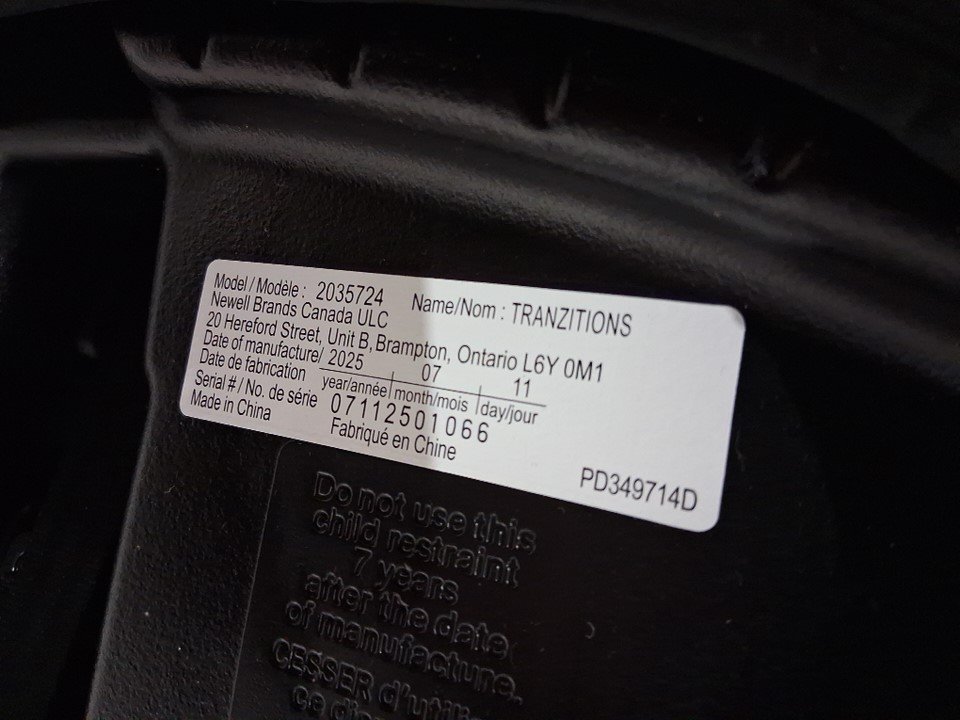 Model / Modèle : 2035724 Name/Nom : TRANZITIONS
Newell Brands Canada ULC
20 Hereford Street, Unit B, Brampton, Ontario L6Y 0M1
Date of manufacture/ 2025 07 11
Date de fabrication year/année month/mois day/jour
Serial # / No. de série 07112501066
Made in China Fabriqué en Chine
PD349714D
Do not use this
child restraint
7 years
after the date
of manufacture.
CESSER